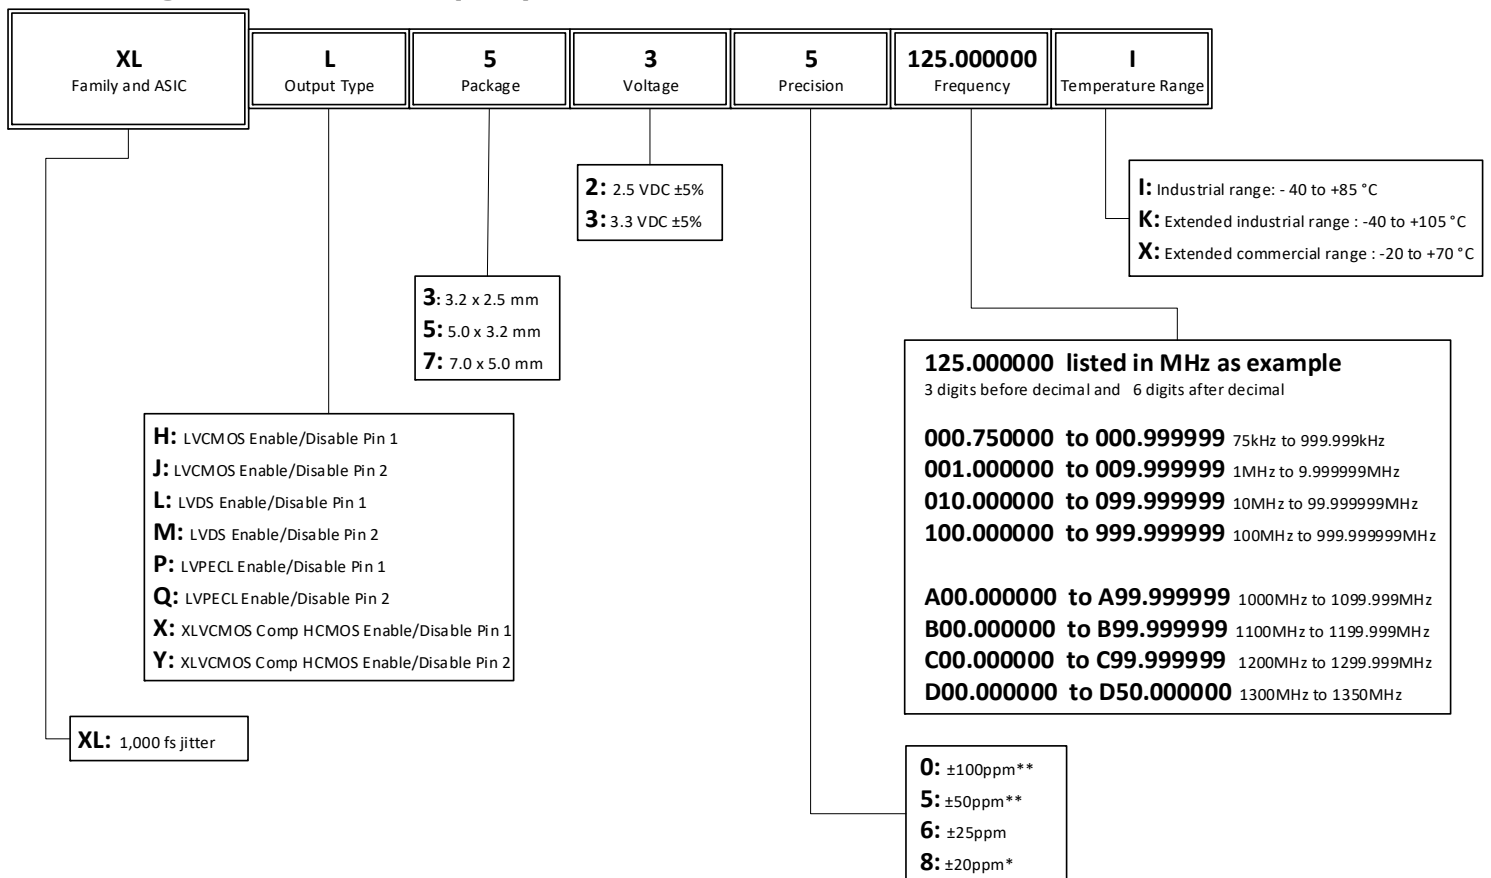 XL
Family and ASIC
L
Output Type
5
Package
3
Voltage
5
Precision
125.000000
Frequency
I
Temperature Range
2: 2.5 VDC ±5%
3: 3.3 VDC ±5%
I: Industrial range: - 40 to +85 °C
K: Extended industrial range : -40 to +105 °C
X: Extended commercial range : -20 to +70 °C
3: 3.2 x 2.5 mm
5: 5.0 x 3.2 mm
7: 7.0 x 5.0 mm
125.000000 listed in MHz as example
3 digits before decimal and 6 digits after decimal
000.750000 to 000.999999 75kHz to 999.999kHz
001.000000 to 009.999999 1MHz to 9.999999MHz
010.000000 to 099.999999 10MHz to 99.999999MHz
100.000000 to 999.999999 100MHz to 999.999999MHz
A00.000000 to A99.999999 1000MHz to 1099.999MHz
B00.000000 to B99.999999 1100MHz to 1199.999MHz
C00.000000 to C99.999999 1200MHz to 1299.999MHz
D00.000000 to D50.000000 1300MHz to 1350MHz
H: LVCMOS Enable/Disable Pin 1
J: LVCMOS Enable/Disable Pin 2
L: LVDS Enable/Disable Pin 1
M: LVDS Enable/Disable Pin 2
P: LVPECL Enable/Disable Pin 1
Q: LVPECL Enable/Disable Pin 2
X: XLVCMOS Comp HCMOS Enable/Disable Pin 1
Y: XLVCMOS Comp HCMOS Enable/Disable Pin 2
XL: 1,000 fs jitter
0: ±100ppm**
5: ±50ppm**
6: ±25ppm
8: ±20ppm*